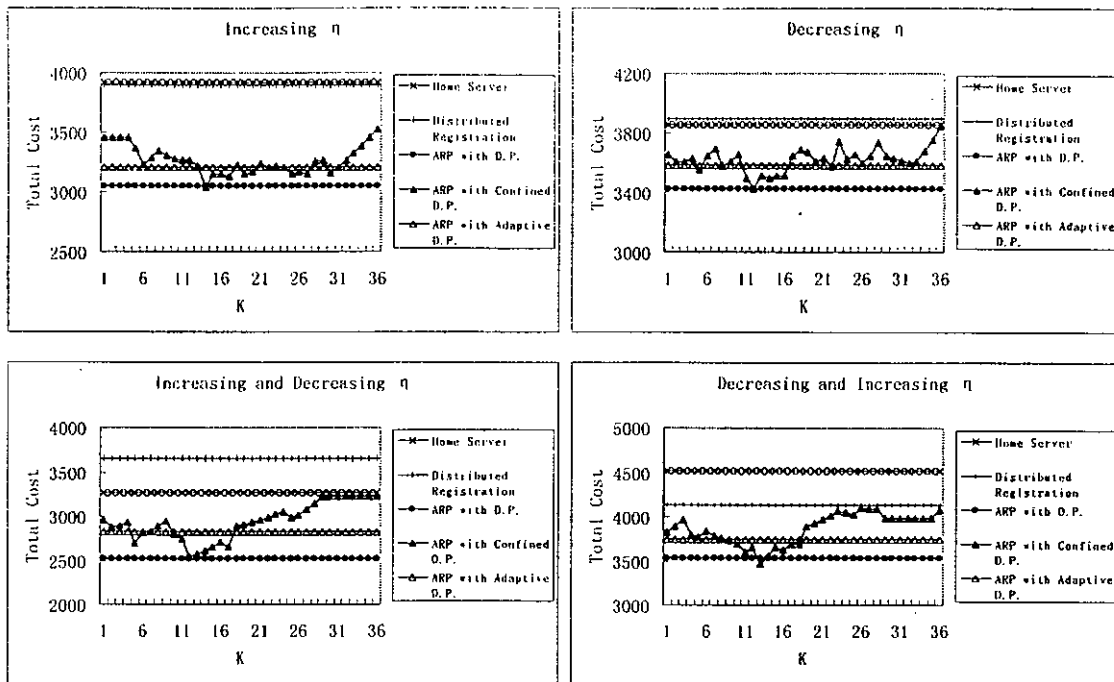 Increasing η
Total Cost
4000
3500
3000
2500
1 6 11 16 21 26 31 36
K
Home Server
Distributed
Registration
ARP with D.P.
ARP with Confined
D.P.
ARP with Adaptive
D.P.
Decreasing η
Total Cost
4200
3800
3400
3000
1 6 11 16 21 26 31 36
K
Home Server
Distributed
Registration
ARP with D.P.
ARP with Confined
D.P.
ARP with Adaptive
D.P.
Increasing and Decreasing η
Total Cost
4000
3500
3000
2500
2000
1 6 11 16 21 26 31 36
K
Home Server
Distributed
Registration
ARP with D.P.
ARP with Confined
D.P.
ARP with Adaptive
D.P.
Decreasing and Increasing η
Total Cost
5000
4500
4000
3500
3000
1 6 11 16 21 26 31 36
K
Home Server
Distributed
Registration
ARP with D.P.
ARP with Confined
D.P.
ARP with Adaptive
D.P.